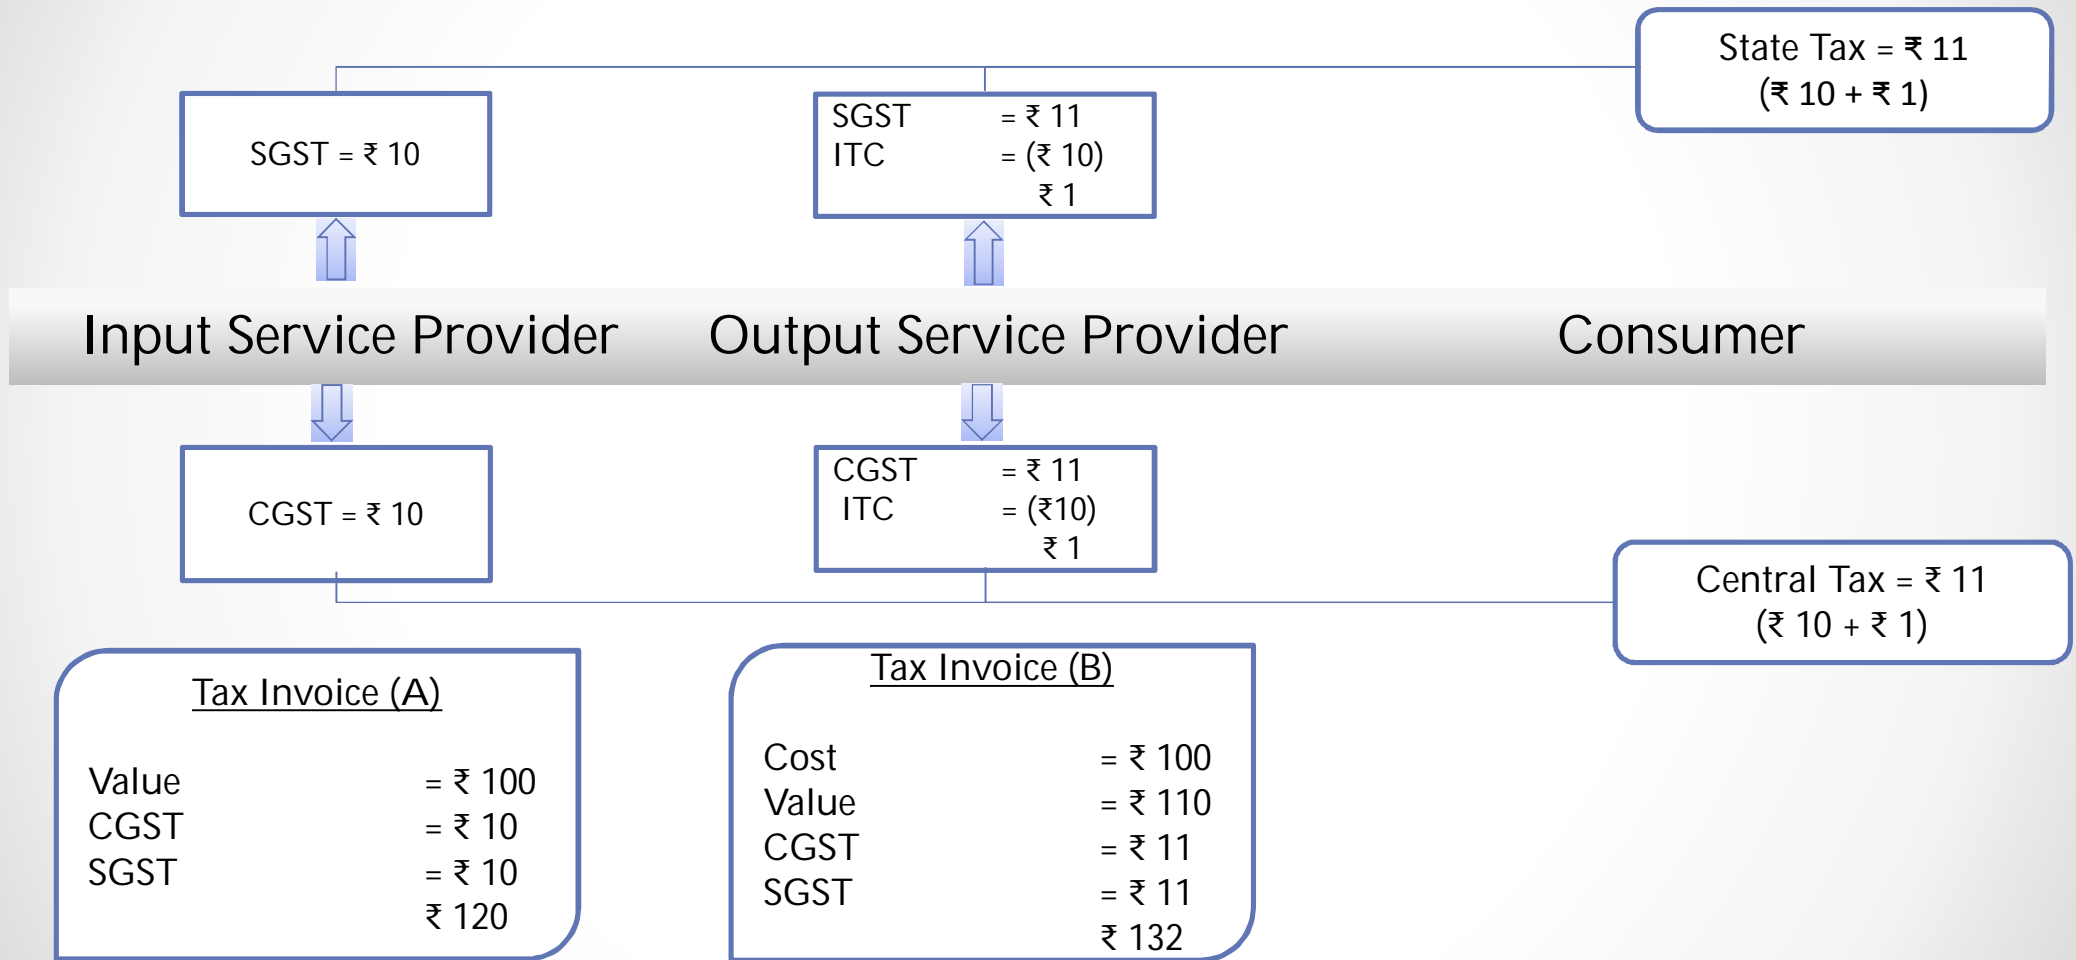 State Tax = ₹ 11
(₹ 10 + ₹ 1)
SGST = ₹ 10
SGST = ₹ 11
ITC = (₹ 10)
₹ 1
Input Service Provider Output Service Provider Consumer
CGST = ₹ 10
CGST = ₹ 11
ITC = (₹10)
₹ 1
Central Tax = ₹ 11
(₹ 10 + ₹ 1)
Tax Invoice (A)
Value = ₹ 100
CGST = ₹ 10
SGST = ₹ 10
₹ 120
Tax Invoice (B)
Cost = ₹ 100
Value = ₹ 110
CGST = ₹ 11
SGST = ₹ 11
₹ 132